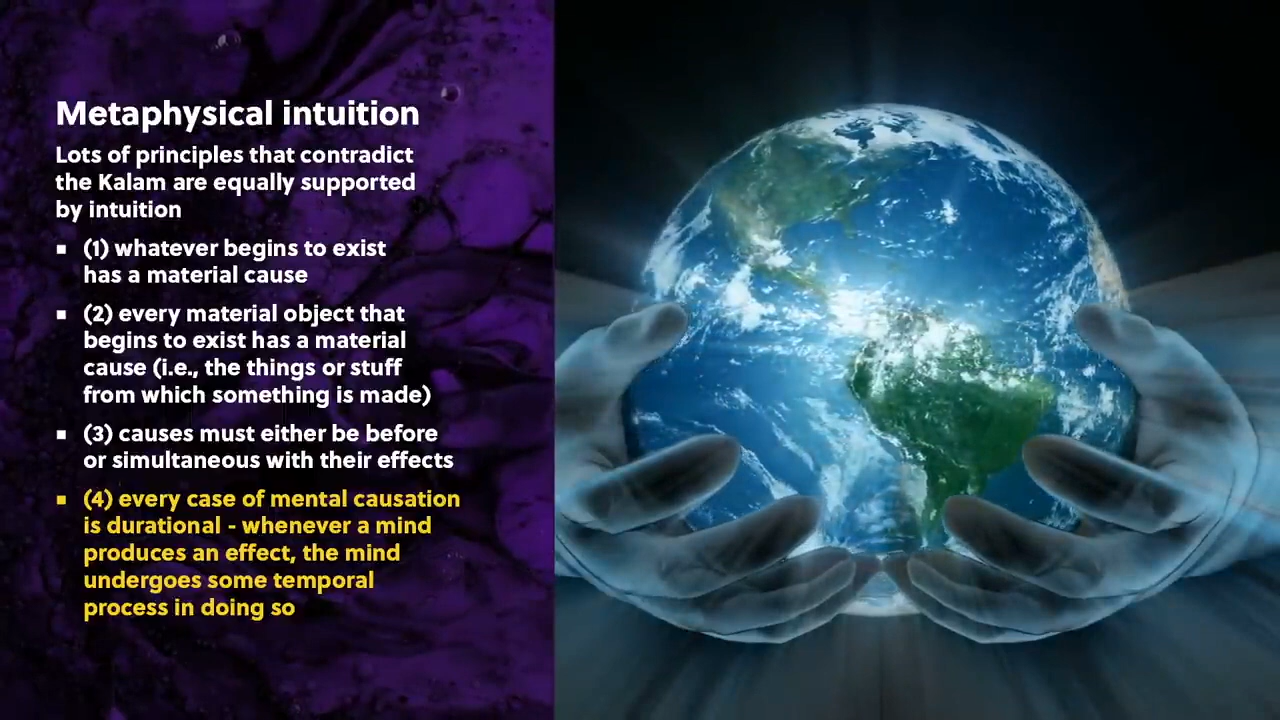 Metaphysical intuition
Lots of principles that contradict
the Kalam are equally supported
by intuition
▪ (1) whatever begins to exist
has a material cause
▪ (2) every material object that
begins to exist has a material
cause (i.e., the things or stuff
from which something is made)
▪ (3) causes must either be before
or simultaneous with their effects
▪ (4) every case of mental causation
is durational - whenever a mind
produces an effect, the mind
undergoes some temporal
process in doing so